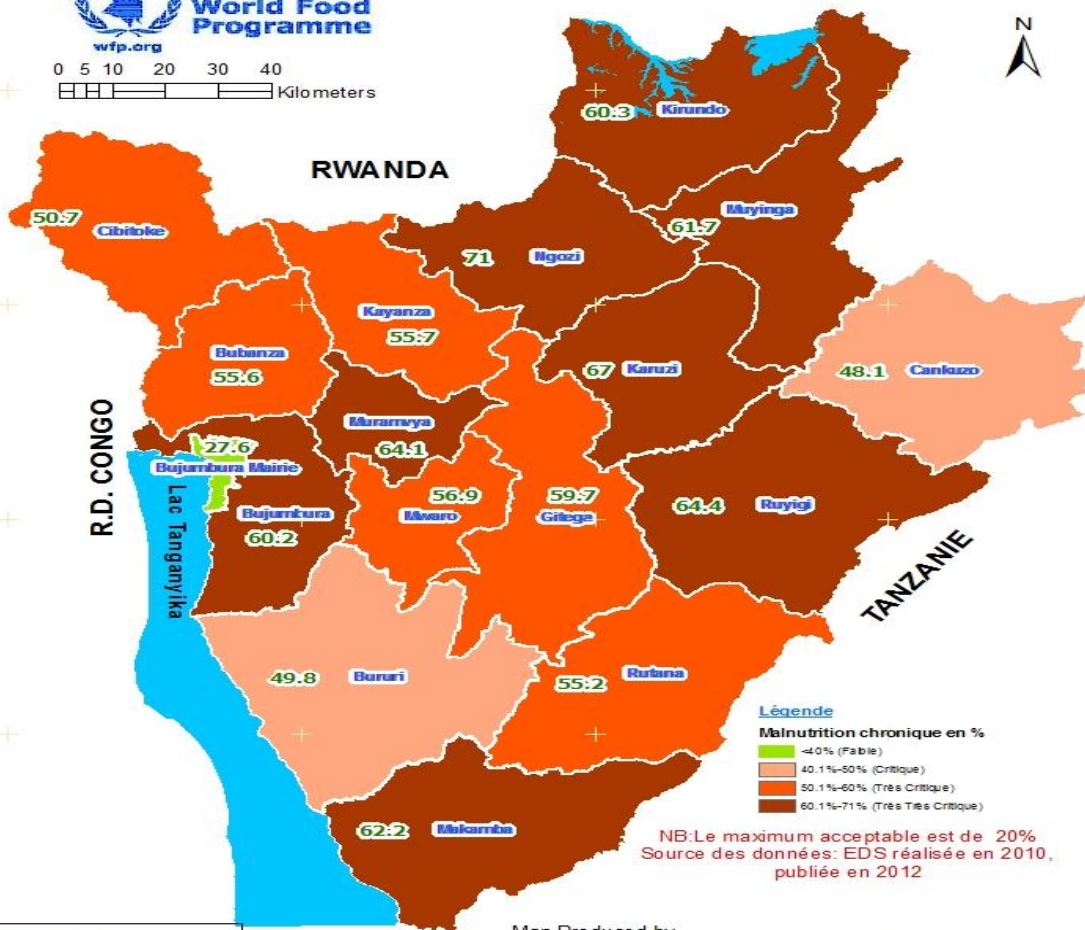 World Food
Programme
wfp.org
0 5 10 20 30 40
Kilometers
N
RWANDA
60.3 Kirundo
61.7 Muyinga
50.7 Cibitoke
71 Ngozi
Kayanza
55.7
Bubanza
55.6
67 Karuzi
48.1 Cankuzo
Muramvya
64.1
27.6
Bujumbura Mairie
R.D. CONGO
Lac Tanganyika
Bujumbura
60.2
56.9
Mwaro
59.7
Gitega
64.4 Ruyigi
TANZANIE
49.8 Bururi
Rutana
55.2
62.2 Makamba
Légende
Malnutrition chronique en %
<40% (Faible)
40.1%-50% (Critique)
50.1%-60% (Très Critique)
60.1%-71% (Très Très Critique)
NB:Le maximum acceptable est de 20%
Source des données: EDS réalisée en 2010,
publiée en 2012
Map Produced by